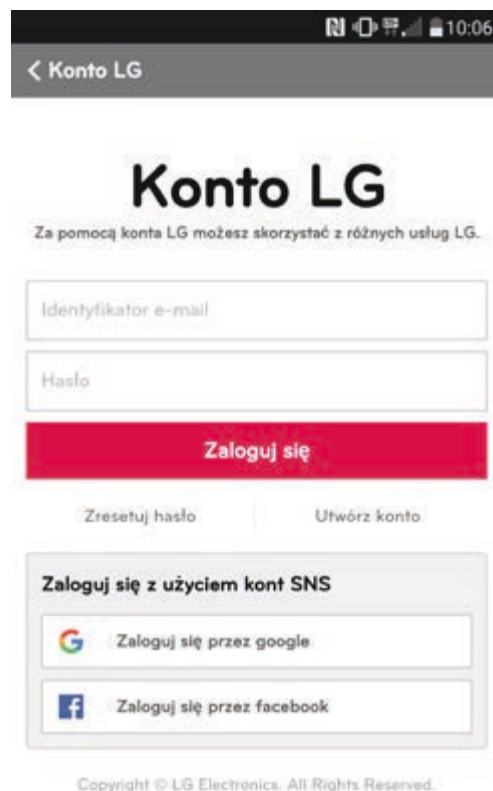 10:06
Konto LG
Konto LG
Za pomocą konta LG możesz skorzystać z różnych usług LG.
Identyfikator e-mail
Hasło
Zaloguj się
Zresetuj hasło
Utwórz konto
Zaloguj się z użyciem kont SNS
Zaloguj się przez google
Zaloguj się przez facebook
Copyright © LG Electronics. All Rights Reserved.